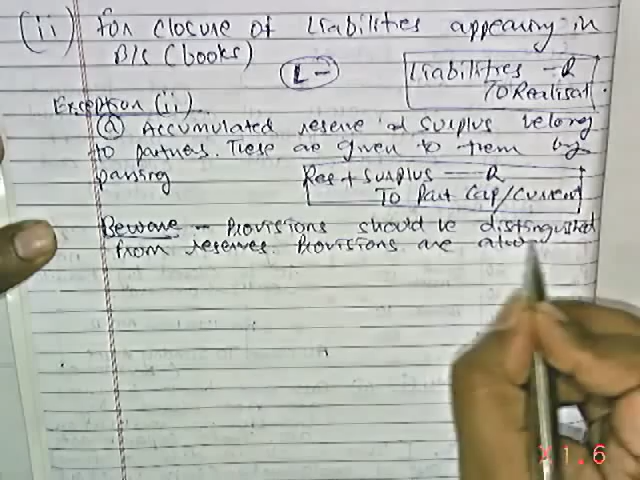 (ii) For closure of Liabilities appearing in
B/S (books)
L-
Liabilities - D
To Realisat.
Exception (ii).
(a) Accumulated reserve & surplus belong
to partners. These are given to them by
passing
Res + Surplus - D
To Part Cap/Current
Beware - Provisions should be distinguished
from reserves. Provisions are also
X1.6